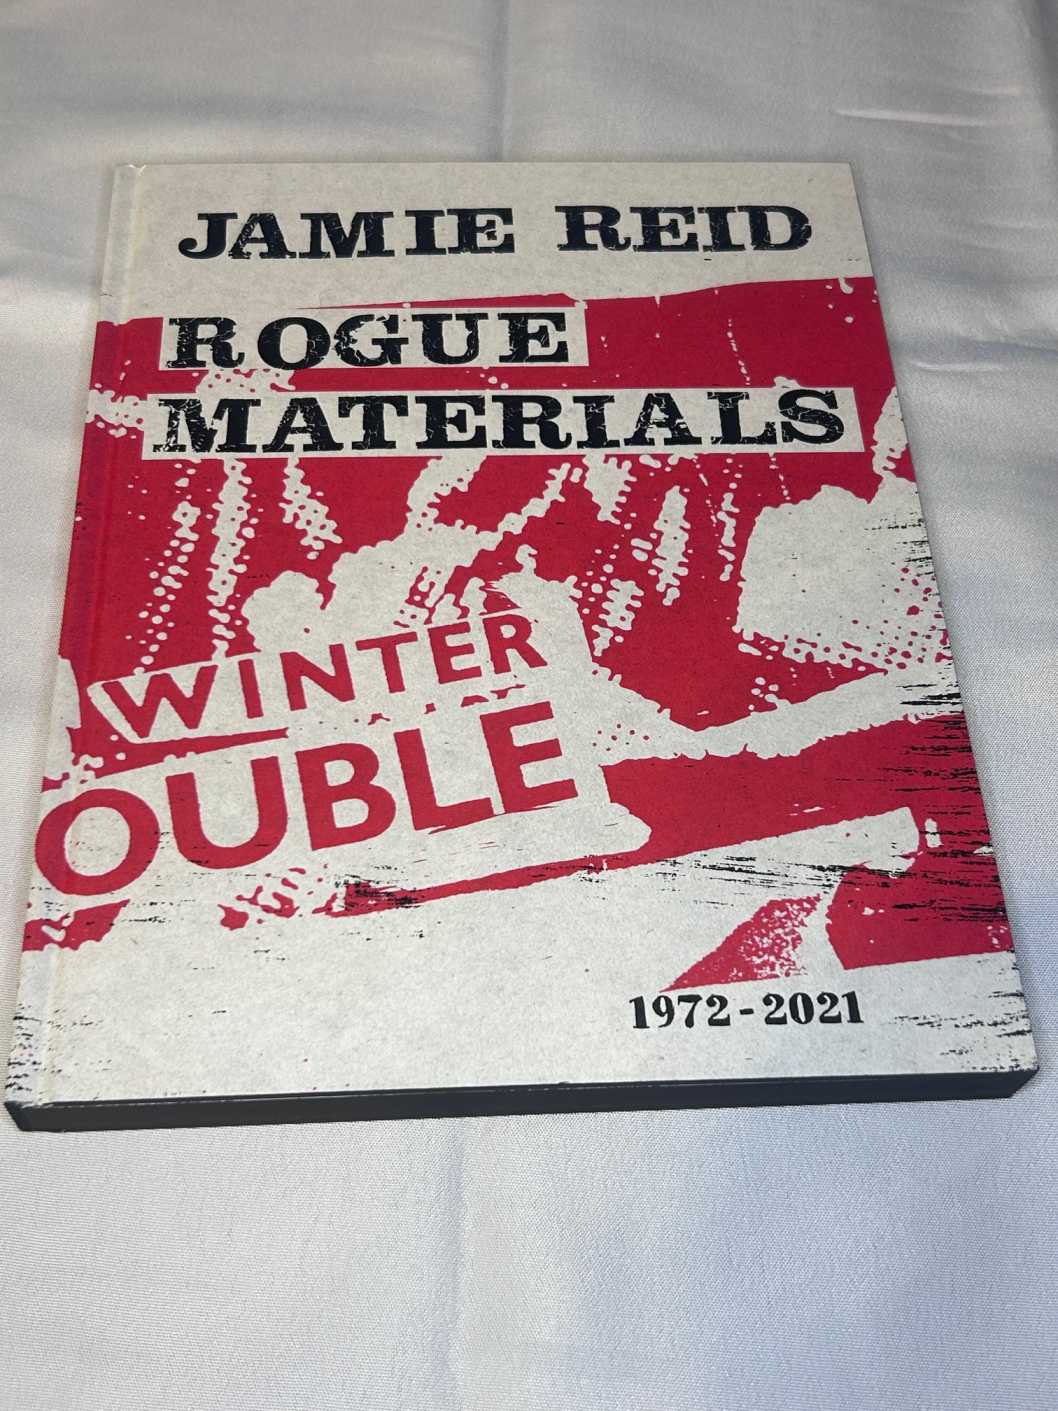 JAMIE REID
ROGUE
MATERIALS
WINTER
OUBLE
1972-2021